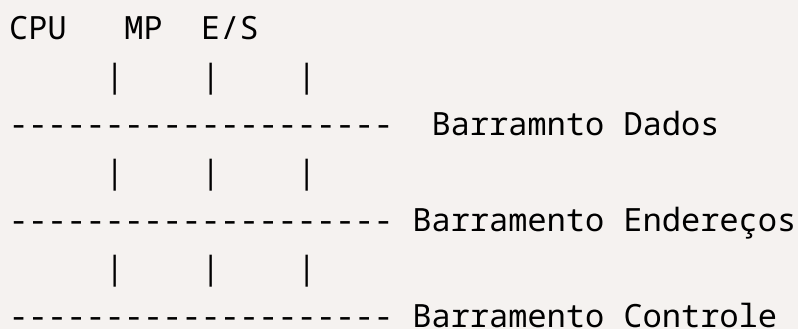 CPU   MP  E/S
     |    |    |
--------------------  Barramnto Dados
     |    |    |
-------------------- Barramento Endereços
     |    |    |
-------------------- Barramento Controle